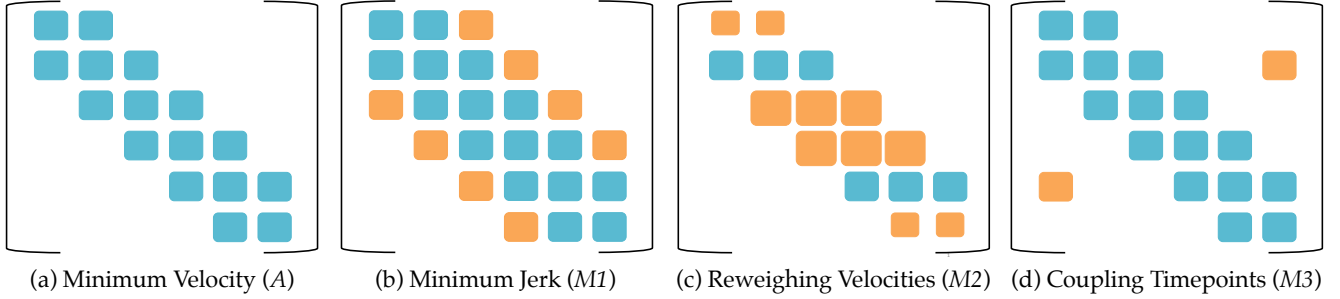 (a) Minimum Velocity (A)
(b) Minimum Jerk (M1)
(c) Reweighing Velocities (M2)
(d) Coupling Timepoints (M3)